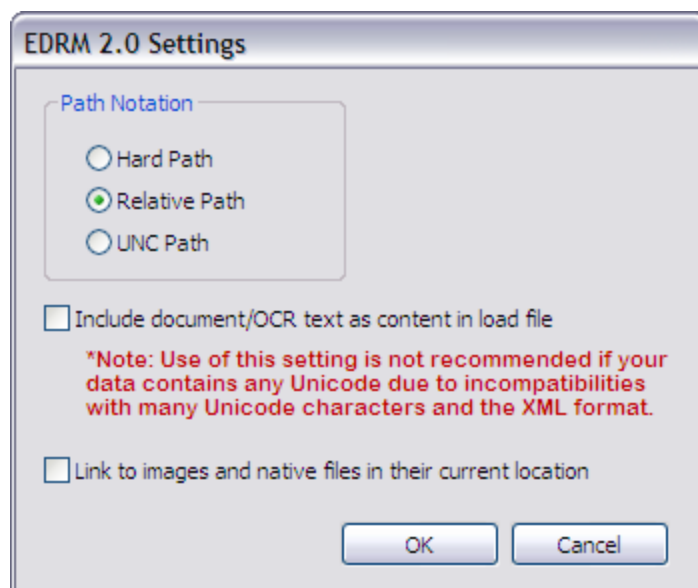 EDRM 2.0 Settings
Path Notation
Hard Path
Relative Path
UNC Path
Include document/OCR text as content in load file
*Note: Use of this setting is not recommended if your
data contains any Unicode due to incompatibilities
with many Unicode characters and the XML format.
Link to images and native files in their current location
OK Cancel